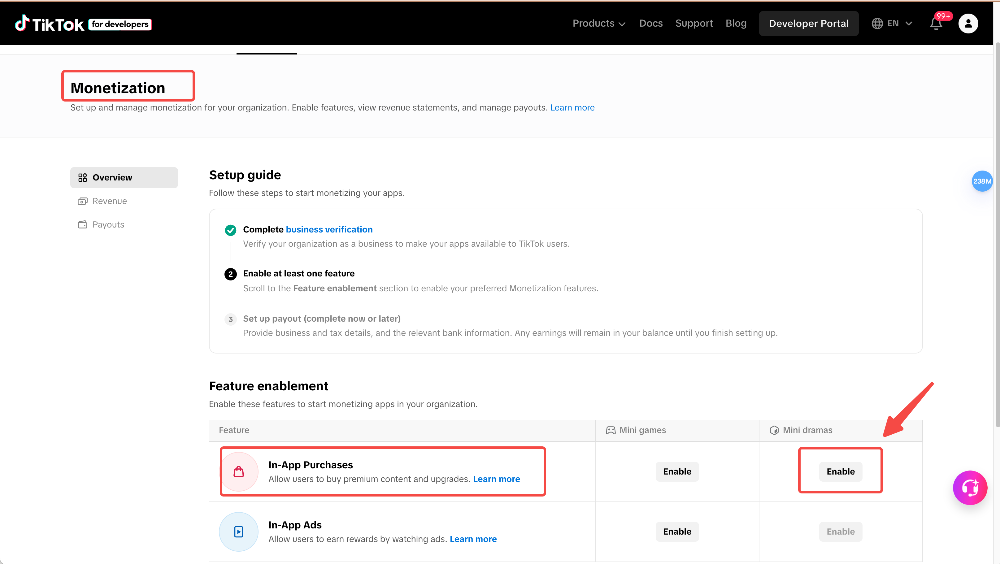 TikTok for developers
Products
Docs
Support
Blog
Developer Portal
EN
99+
Monetization
Set up and manage monetization for your organization. Enable features, view revenue statements, and manage payouts. Learn more
Overview
Revenue
Payouts
Setup guide
Follow these steps to start monetizing your apps.
238M
Complete business verification
Verify your organization as a business to make your apps available to TikTok users.
2 Enable at least one feature
Scroll to the Feature enablement section to enable your preferred Monetization features.
3 Set up payout (complete now or later)
Provide business and tax details, and the relevant bank information. Any earnings will remain in your balance until you finish setting up.
Feature enablement
Enable these features to start monetizing apps in your organization.
Feature
Mini games
Mini dramas
In-App Purchases
Allow users to buy premium content and upgrades. Learn more
Enable
Enable
In-App Ads
Allow users to earn rewards by watching ads. Learn more
Enable
Enable